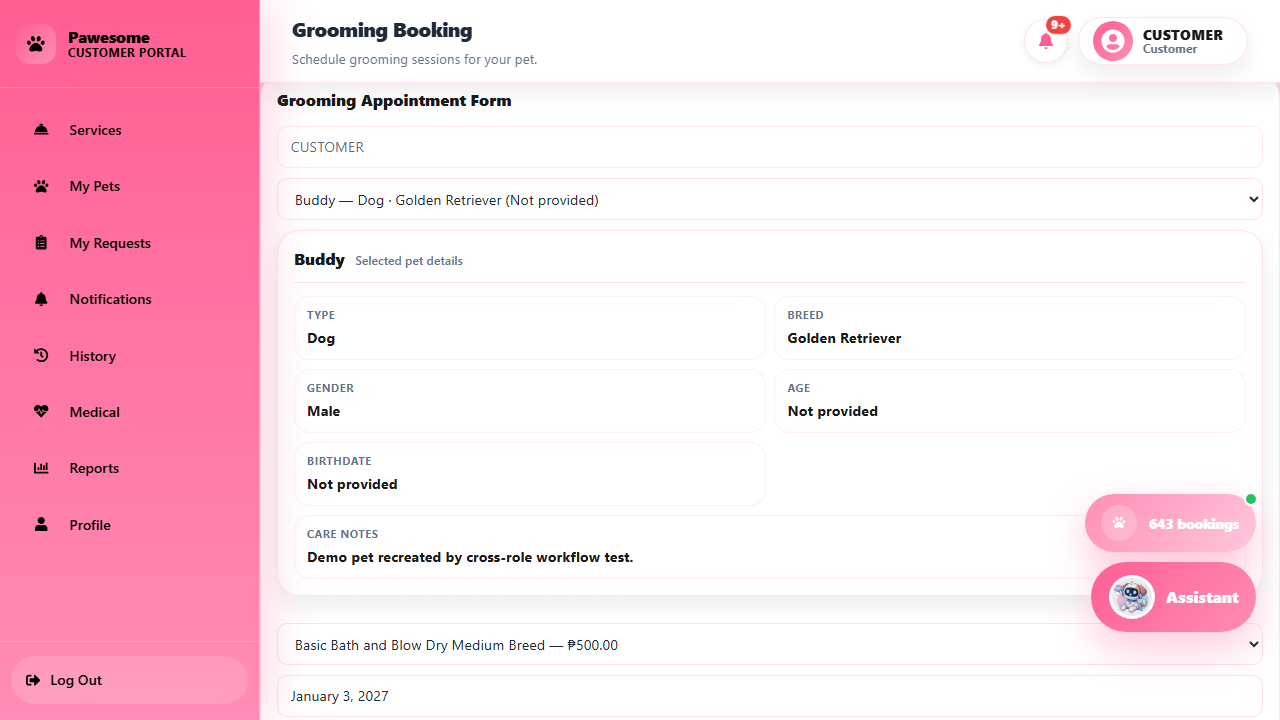 Pawesome
CUSTOMER PORTAL
Services
My Pets
My Requests
Notifications
History
Medical
Reports
Profile
Log Out
Grooming Booking
Schedule grooming sessions for your pet.
9+
CUSTOMER
Customer
Grooming Appointment Form
CUSTOMER
Buddy — Dog · Golden Retriever (Not provided)
Buddy Selected pet details
TYPE
Dog
BREED
Golden Retriever
GENDER
Male
AGE
Not provided
BIRTHDATE
Not provided
CARE NOTES
Demo pet recreated by cross-role workflow test.
643 bookings
Assistant
Basic Bath and Blow Dry Medium Breed — ₱500.00
January 3, 2027